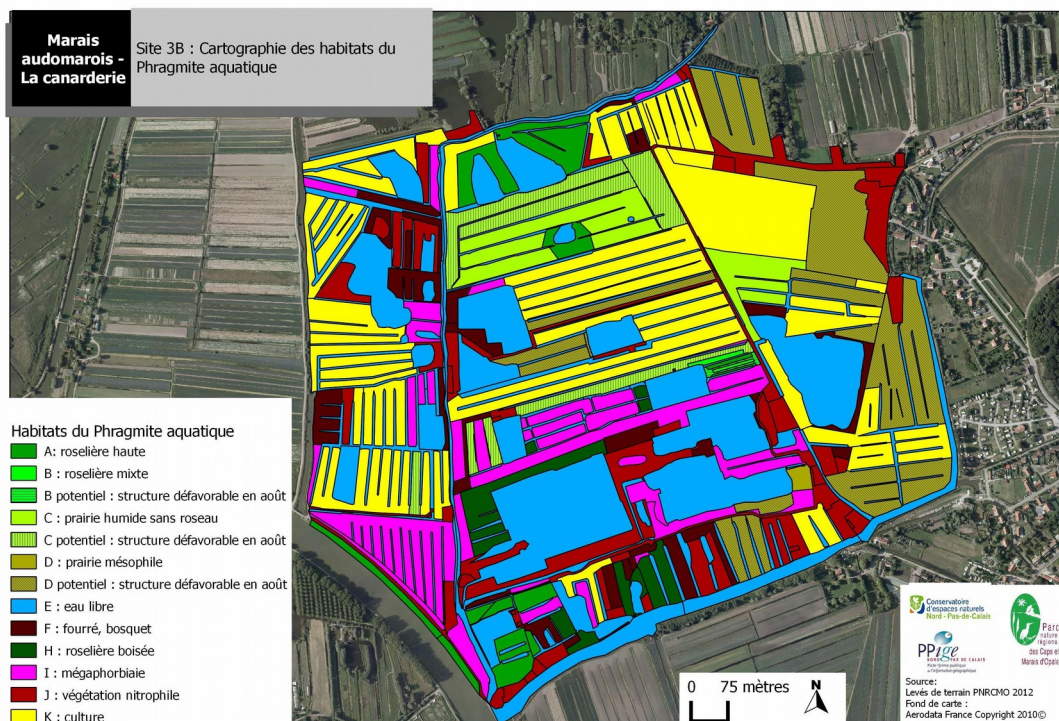 Marais
audomarois -
La canarderie
Site 3B : Cartographie des habitats du
Phragmite aquatique
Habitats du Phragmite aquatique
A: roselière haute
B : roselière mixte
B potentiel : structure défavorable en août
C : prairie humide sans roseau
C potentiel : structure défavorable en août
D : prairie mésophile
D potentiel : structure défavorable en août
E : eau libre
F : fourré, bosquet
H : roselière boisée
I : mégaphorbiaie
J : végétation nitrophile
K : culture
0 75 mètres N
Conservatoire
d'espaces naturels
Nord - Pas-de-Calais
PPige
NORD PAS DE CALAIS
Parc
naturel
régional
des Caps et
Marais d'Opale
Source:
Levés de terrain PNRCMO 2012
Fond de carte :
Aerodata France Copyright 2010©